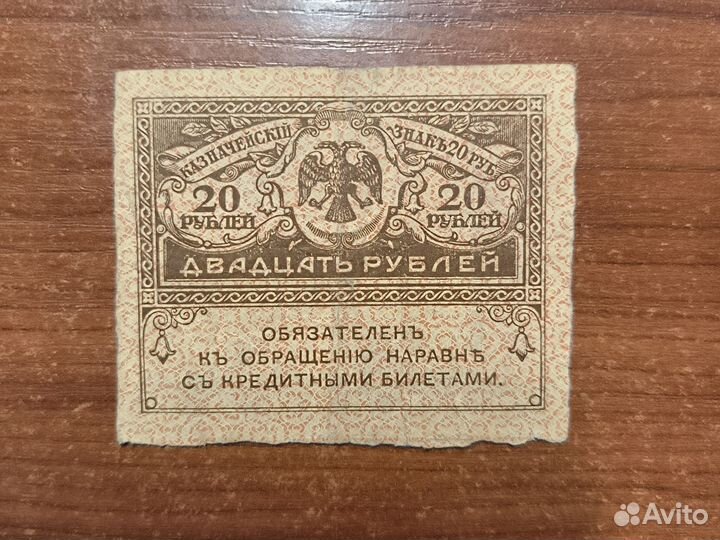 КАЗНАЧЕЙСКІЙ ЗНАКЪ 20 РУБ.
20 РУБЛЕЙ
20 РУБЛЕЙ
ДВАДЦАТЬ РУБЛЕЙ
ОБЯЗАТЕЛЕНЪ
КЪ ОБРАЩЕНІЮ НАРАВНѢ
СЪ КРЕДИТНЫМИ БИЛЕТАМИ.
Avito